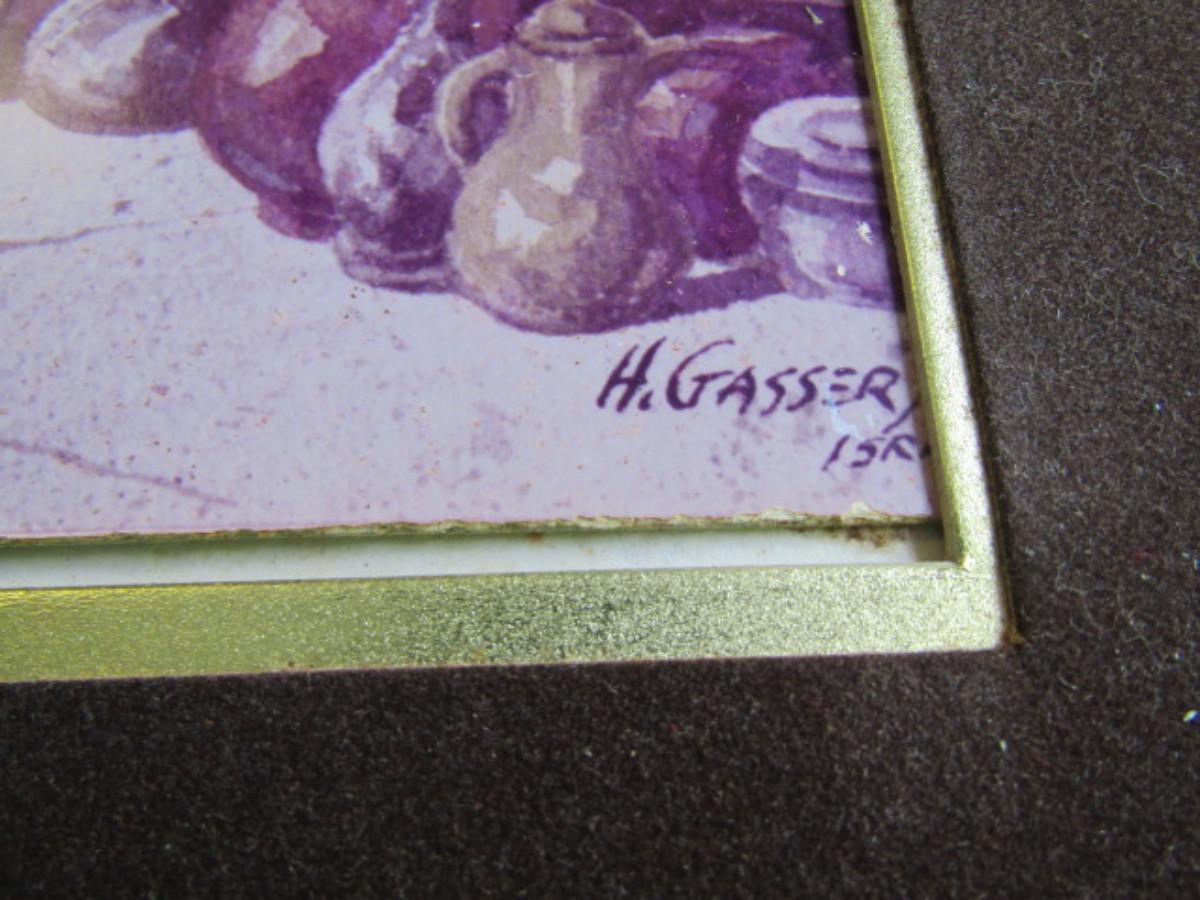 H. GASSER,
ISR